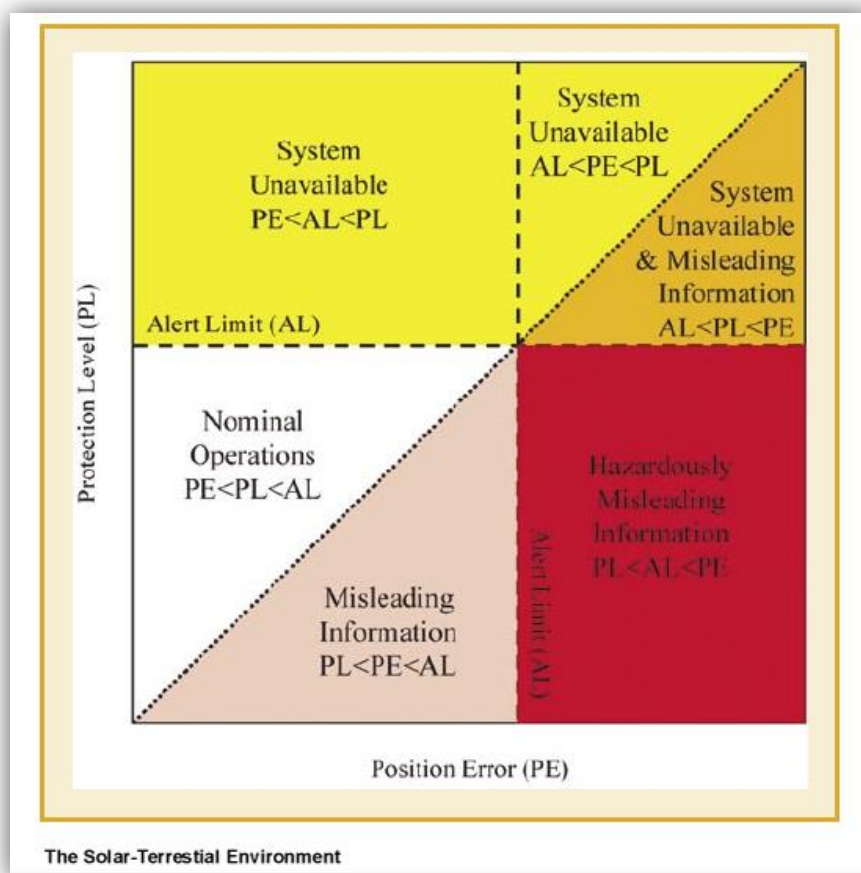 System
Unavailable
PE<AL<PL
System
Unavailable
AL<PE<PL
System
Unavailable
& Misleading
Information
AL<PL<PE
Alert Limit (AL)
Protection Level (PL)
Nominal
Operations
PE<PL<AL
Hazardously
Misleading
Information
PL<AL<PE
Alert Limit (AL)
Misleading
Information
PL<PE<AL
Position Error (PE)
The Solar-Terrestial Environment